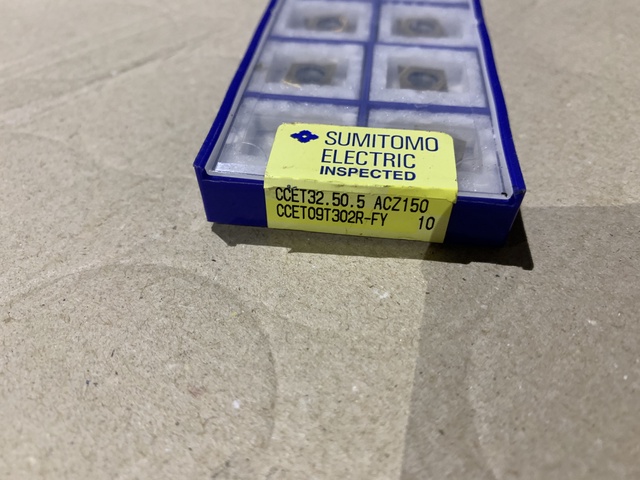 SUMITOMO
ELECTRIC
INSPECTED
CCET32.50.5 ACZ150
CCET09T302R-FY 10